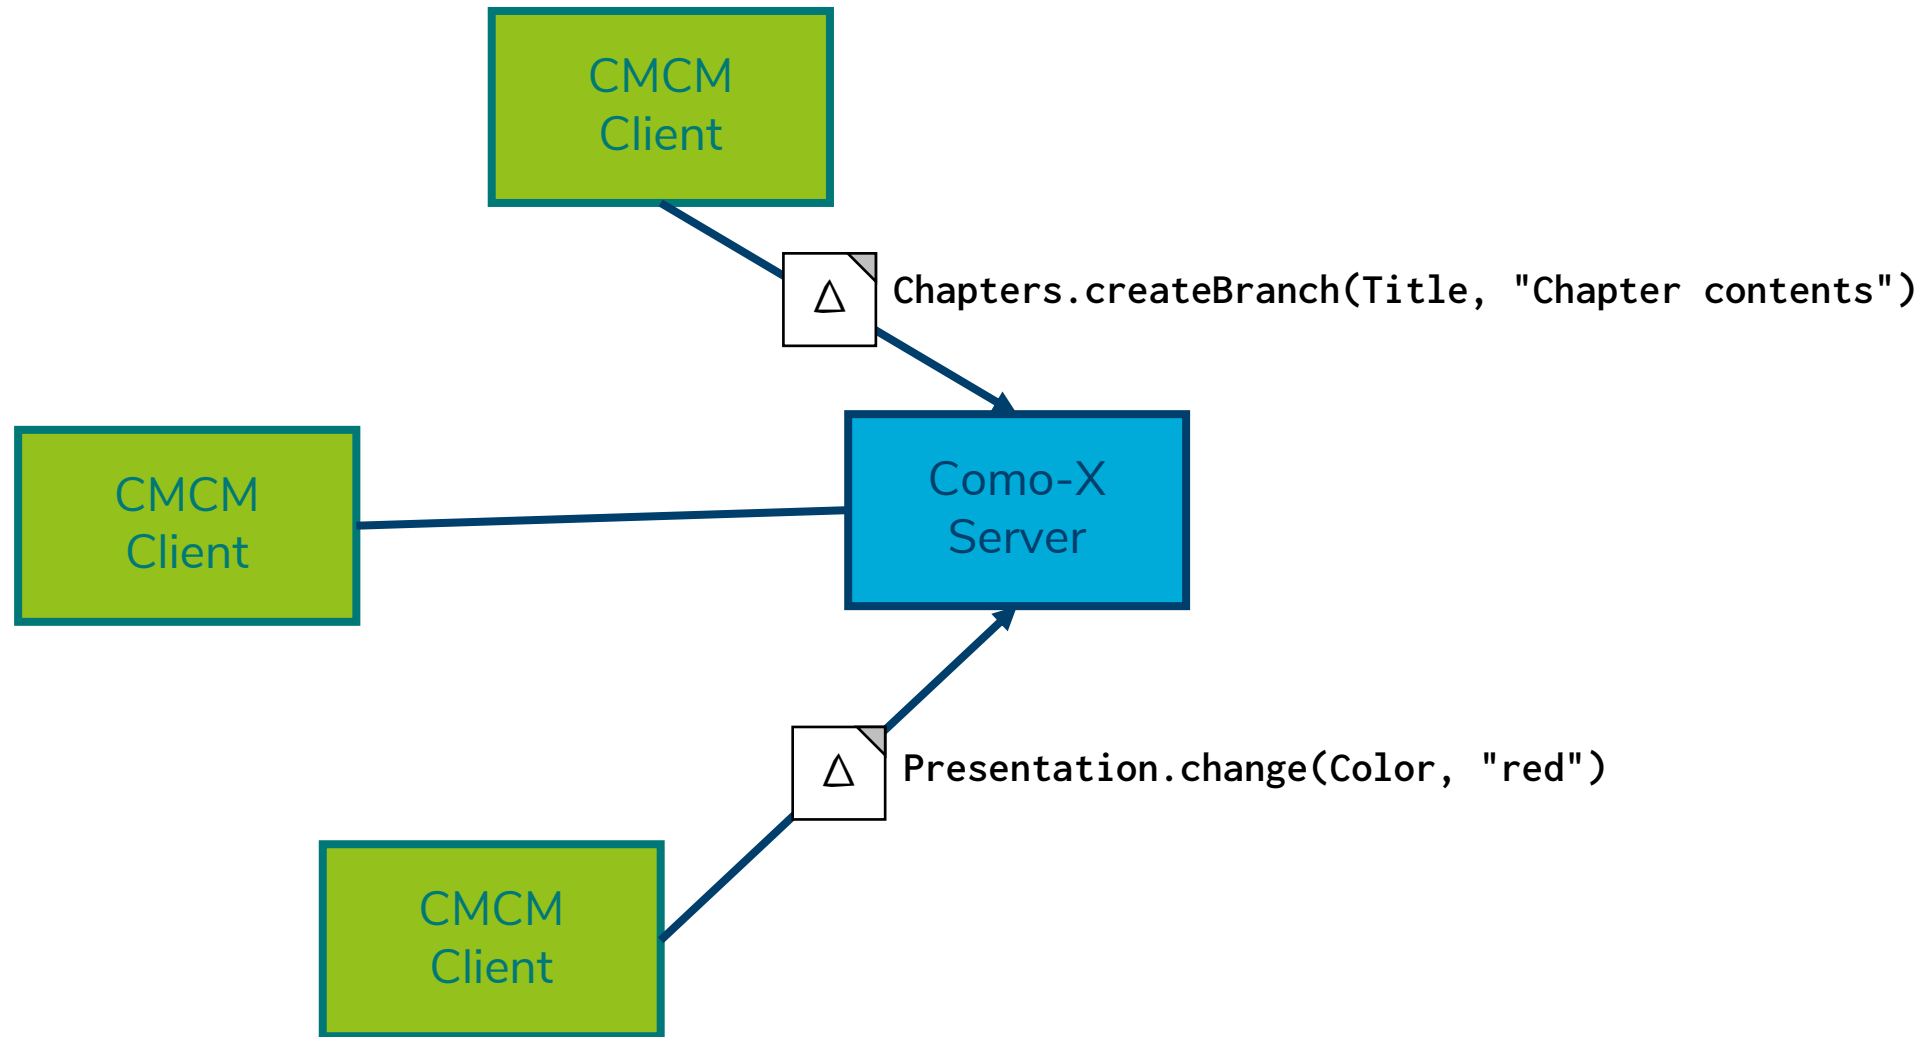 CMCM
Client
Δ
Chapters.createBranch(Title, "Chapter contents")
CMCM
Client
Como-X
Server
Δ
Presentation.change(Color, "red")
CMCM
Client